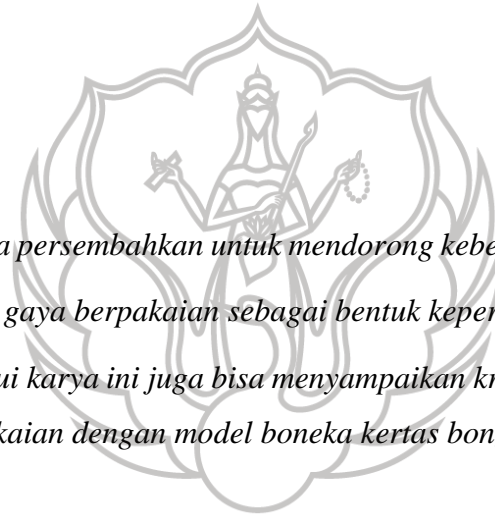 a persembahkan untuk mendorong kebe
gaya berpakaian sebagai bentuk keper
ui karya ini juga bisa menyampaikan kr
kaian dengan model boneka kertas bon